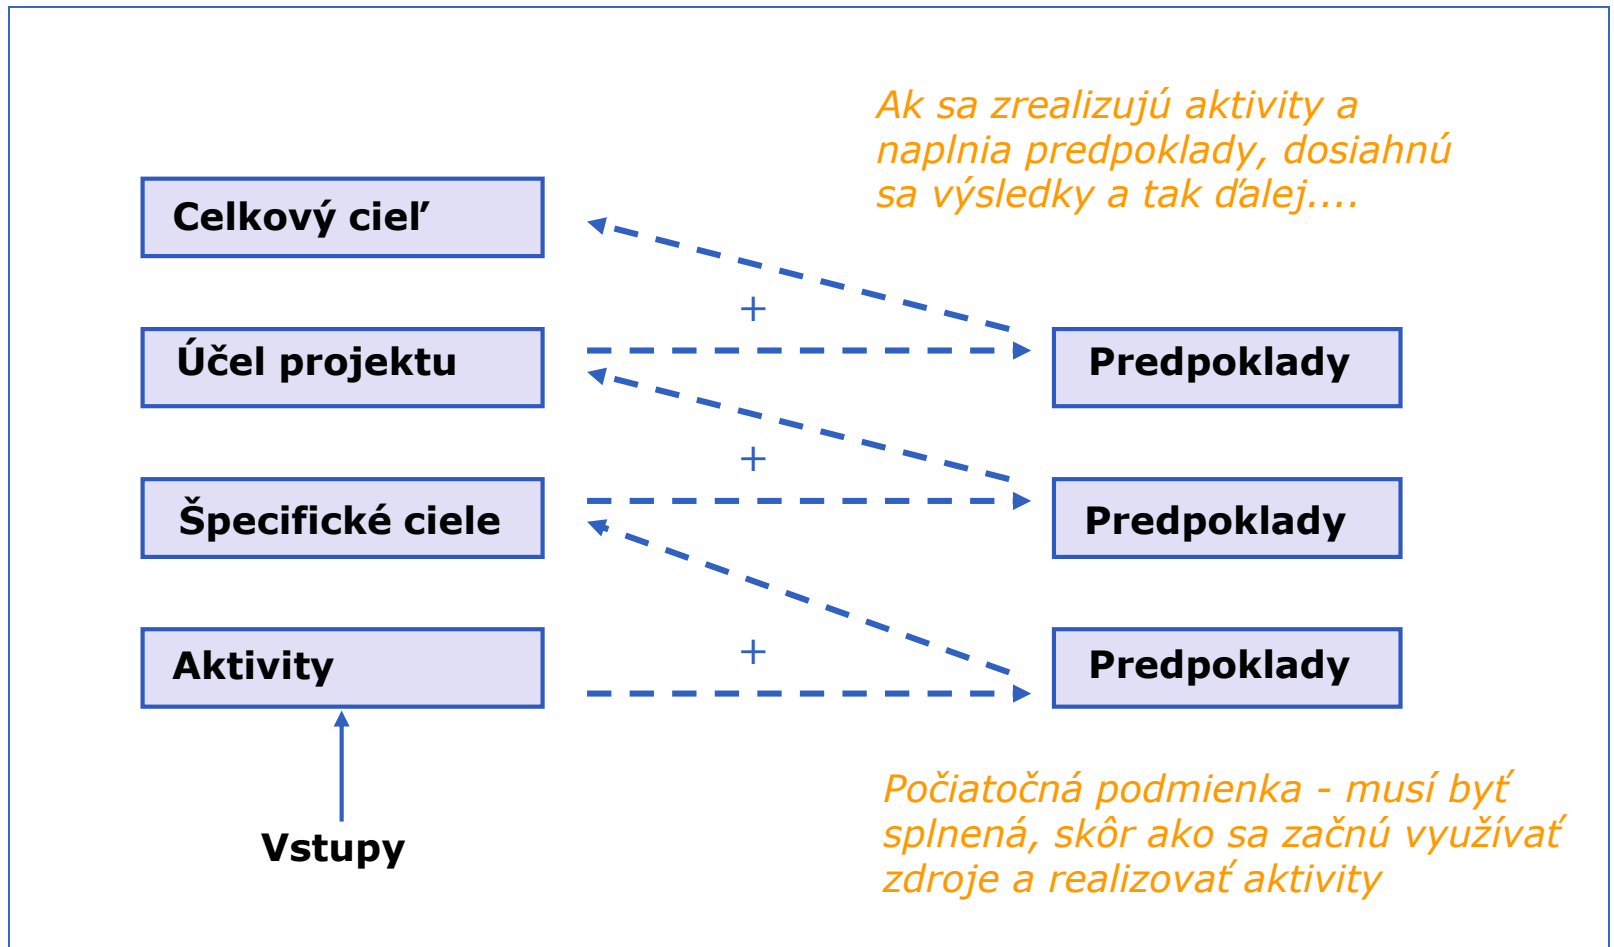 Ak sa zrealizujú aktivity a
naplnia predpoklady, dosiahnú
sa výsledky a tak ďalej....
Celkový cieľ
+
Účel projektu
Predpoklady
+
Špecifické ciele
Predpoklady
+
Aktivity
Predpoklady
Vstupy
Počiatočná podmienka - musí byť
splnená, skôr ako sa začnú využívať
zdroje a realizovať aktivity